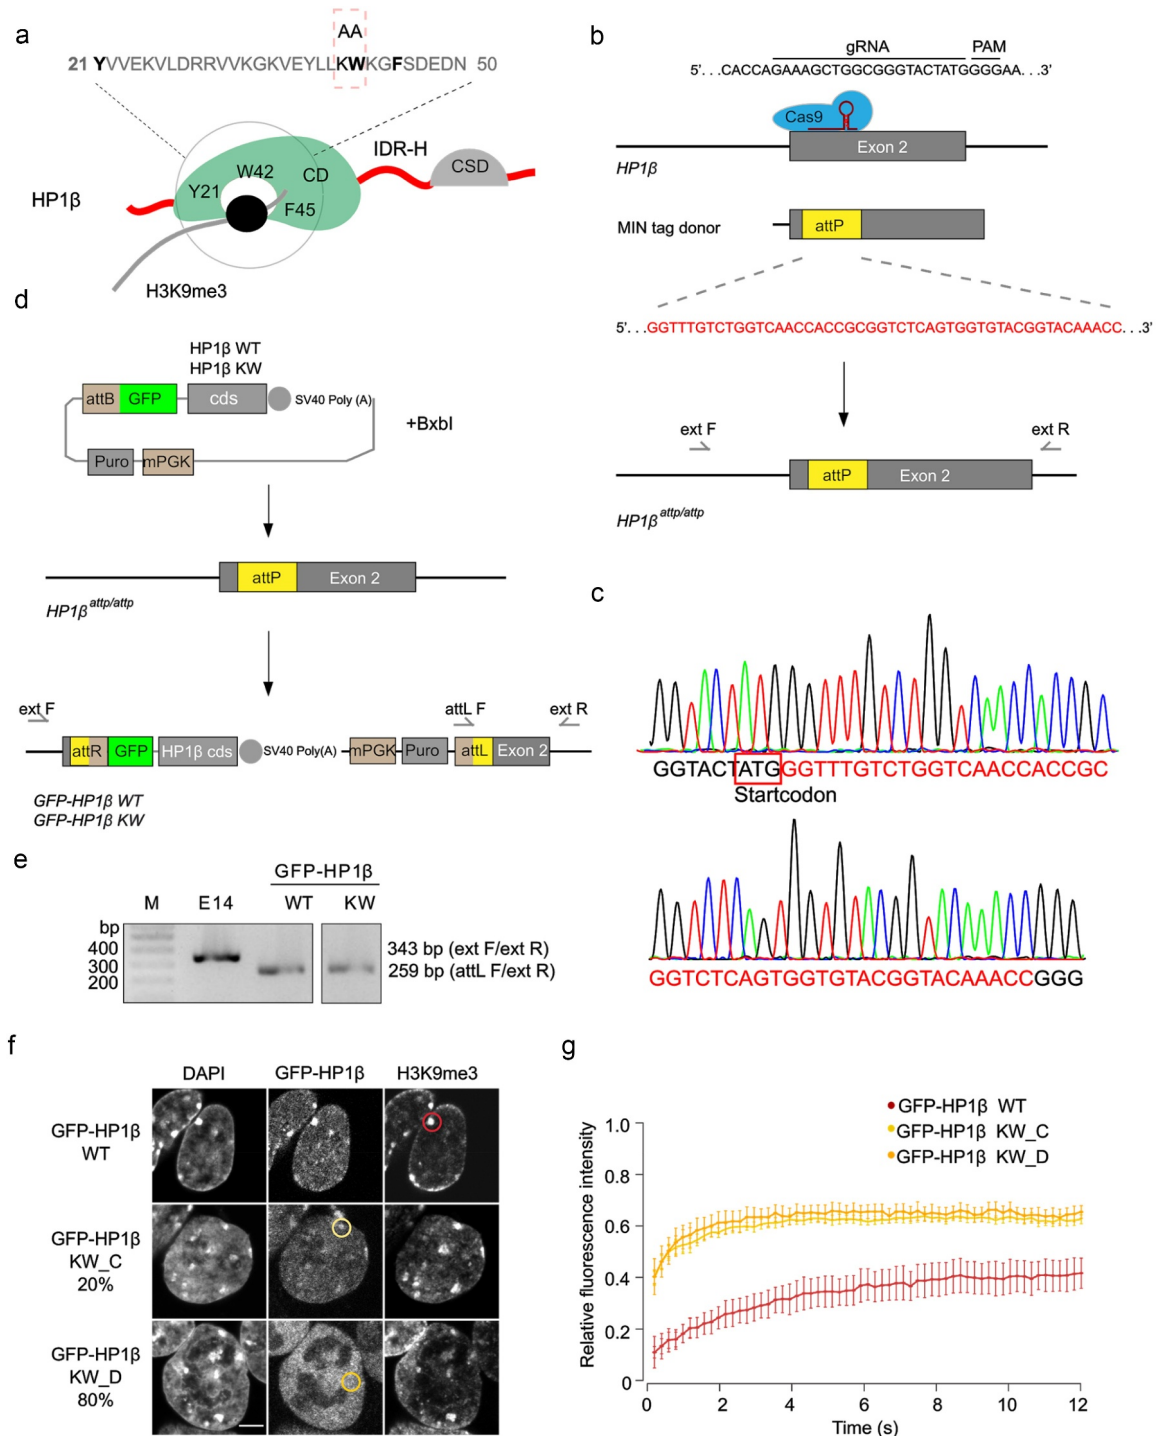 a
AA
21 YVVEKVLDRRVVKGKVEYLLKWKGFSDEDN 50
IDR-H
CSD
W42
CD
Y21
HP1β
F45
H3K9me3
b
gRNA PAM
5'...CACCAGAAAGCTGGCGGGTACTATGGGGAA...3'
Cas9
Exon 2
HP1β
MIN tag donor
attP
5'...GGTTTGTCTGGTCAACCACCGCGGTCTCAGTGGTGTACGGTACAAACC...3'
ext F
ext R
attP Exon 2
HP1β attp/attp
c
GGTACTATGGGTTTGTCTGGTCAACCACCGC
Startcodon
GGTCTCAGTGGTGTACGGTACAAACCGGG
d
HP1β WT
HP1β KW
attB GFP cds SV40 Poly (A)
+BxbI
Puro mPGK
attP Exon 2
HP1β attp/attp
ext F attL F ext R
attR GFP HP1β cds SV40 Poly(A) mPGK Puro attL Exon 2
GFP-HP1β WT
GFP-HP1β KW
e
GFP-HP1β
M E14 WT KW
bp
400
300
200
343 bp (ext F/ext R)
259 bp (attL F/ext R)
f
DAPI GFP-HP1β H3K9me3
GFP-HP1β
WT
GFP-HP1β
KW_C
20%
GFP-HP1β
KW_D
80%
g
GFP-HP1β WT
GFP-HP1β KW_C
GFP-HP1β KW_D
Relative fluorescence intensity
1.0
0.8
0.6
0.4
0.2
0
0 2 4 6 8 10 12
Time (s)